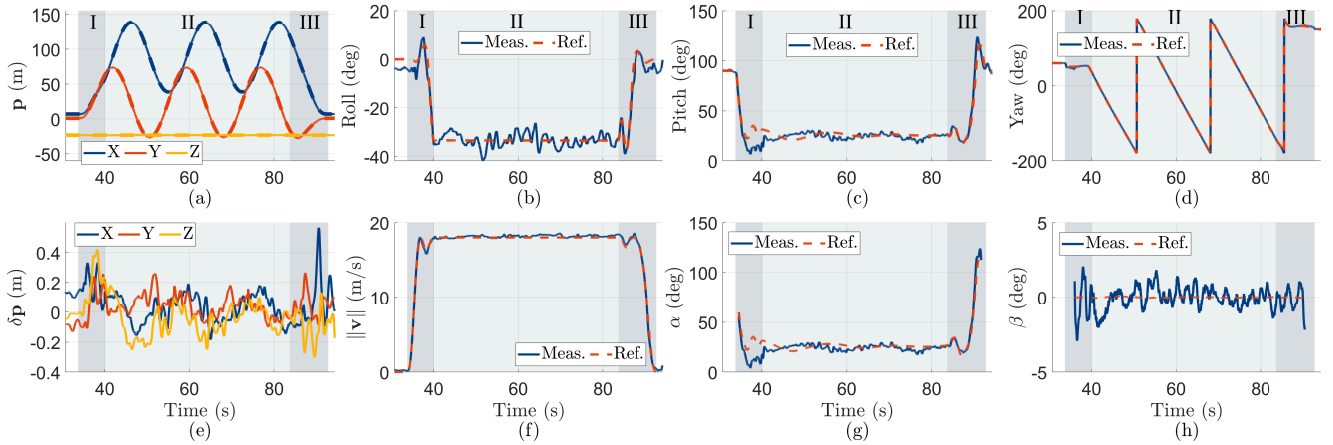 I II III
p (m)
150
100
50
0
-50
X Y Z
40 60 80
(a)
I II III
Roll (deg)
20
0
-20
-40
Meas. Ref.
40 60 80
(b)
I II III
Pitch (deg)
150
100
50
0
Meas. Ref.
40 60 80
(c)
I II III
Yaw (deg)
200
0
-200
Meas. Ref.
40 60 80
(d)
X Y Z
δp (m)
0.4
0.2
0
-0.2
-0.4
40 60 80
Time (s)
(e)
‖v‖ (m/s)
20
10
0
Meas. Ref.
40 60 80
Time (s)
(f)
α (deg)
150
100
50
0
Meas. Ref.
40 60 80
Time (s)
(g)
β (deg)
5
0
-5
Meas. Ref.
40 60 80
Time (s)
(h)